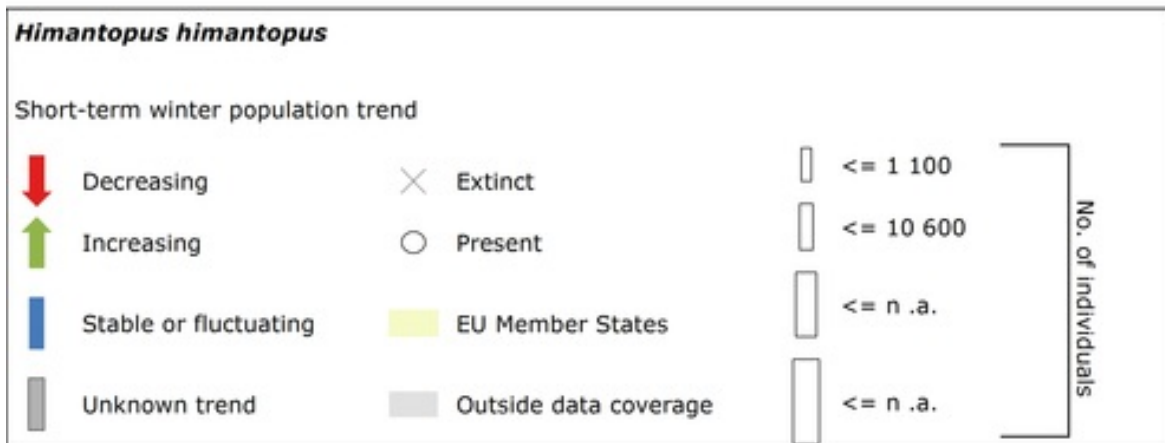 Himantopus himantopus
Short-term winter population trend
Decreasing
Increasing
Stable or fluctuating
Unknown trend
Extinct
Present
EU Member States
Outside data coverage
<= 1 100
<= 10 600
<= n .a.
<= n .a.
No. of individuals